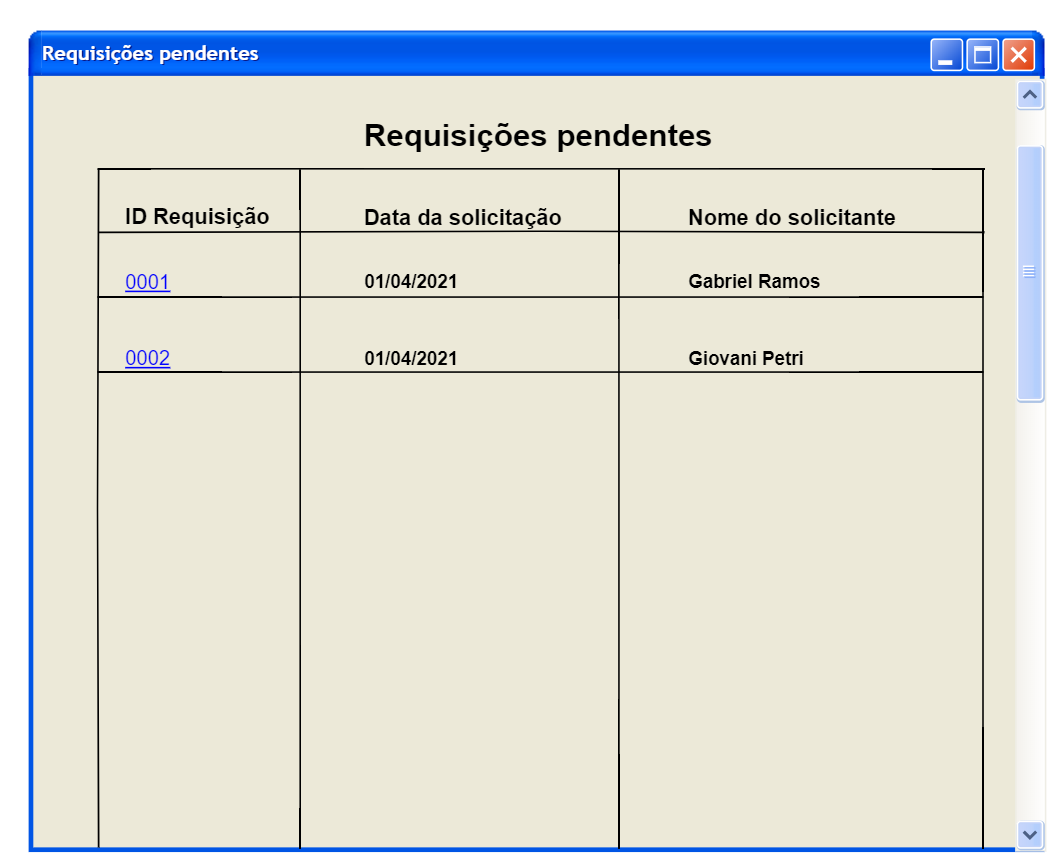 Requisições pendentes
Requisições pendentes
ID Requisição Data da solicitação Nome do solicitante
0001 01/04/2021 Gabriel Ramos
0002 01/04/2021 Giovani Petri